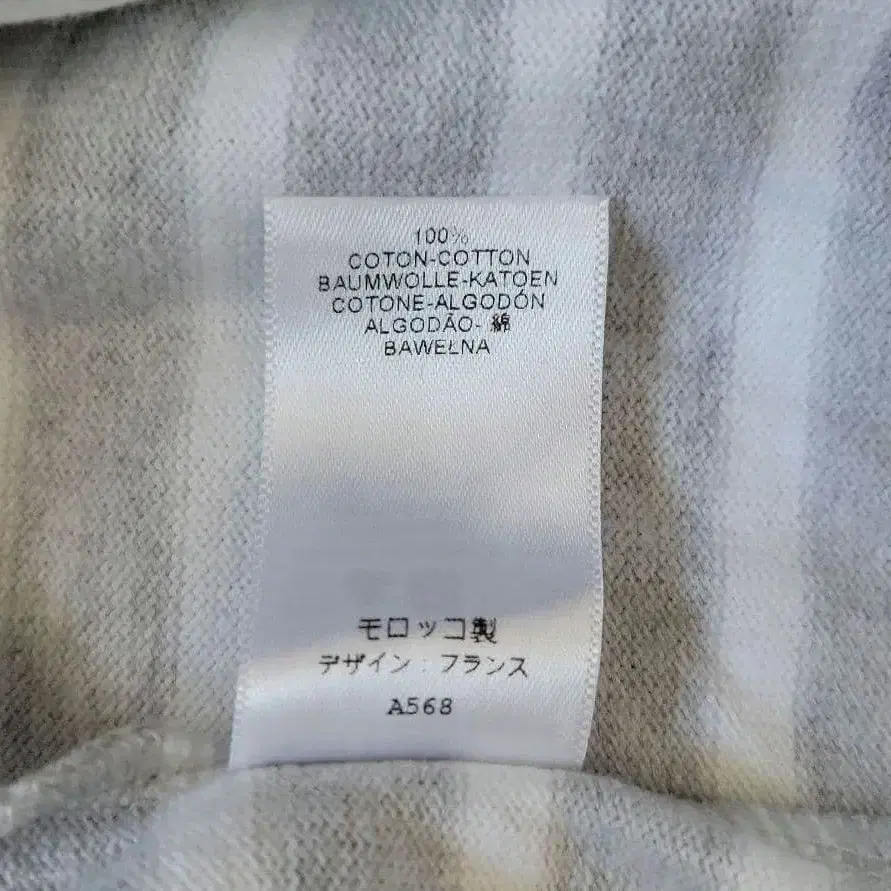 100%
COTON-COTTON
BAUMWOLLE-KATOEN
COTONE-ALGODÓN
ALGODÃO- 綿
BAWEŁNA
モロッコ製
デザイン：フランス
A568